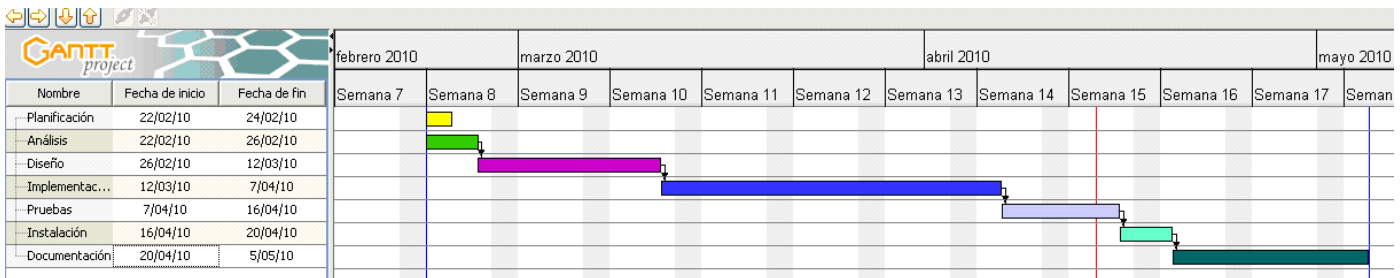 GANTT
project
febrero 2010 marzo 2010 abril 2010 mayo 2010
Nombre Fecha de inicio Fecha de fin Semana 7 Semana 8 Semana 9 Semana 10 Semana 11 Semana 12 Semana 13 Semana 14 Semana 15 Semana 16 Semana 17 Seman
Planificación 22/02/10 24/02/10
Análisis 22/02/10 26/02/10
Diseño 26/02/10 12/03/10
Implementac... 12/03/10 7/04/10
Pruebas 7/04/10 16/04/10
Instalación 16/04/10 20/04/10
Documentación 20/04/10 5/05/10